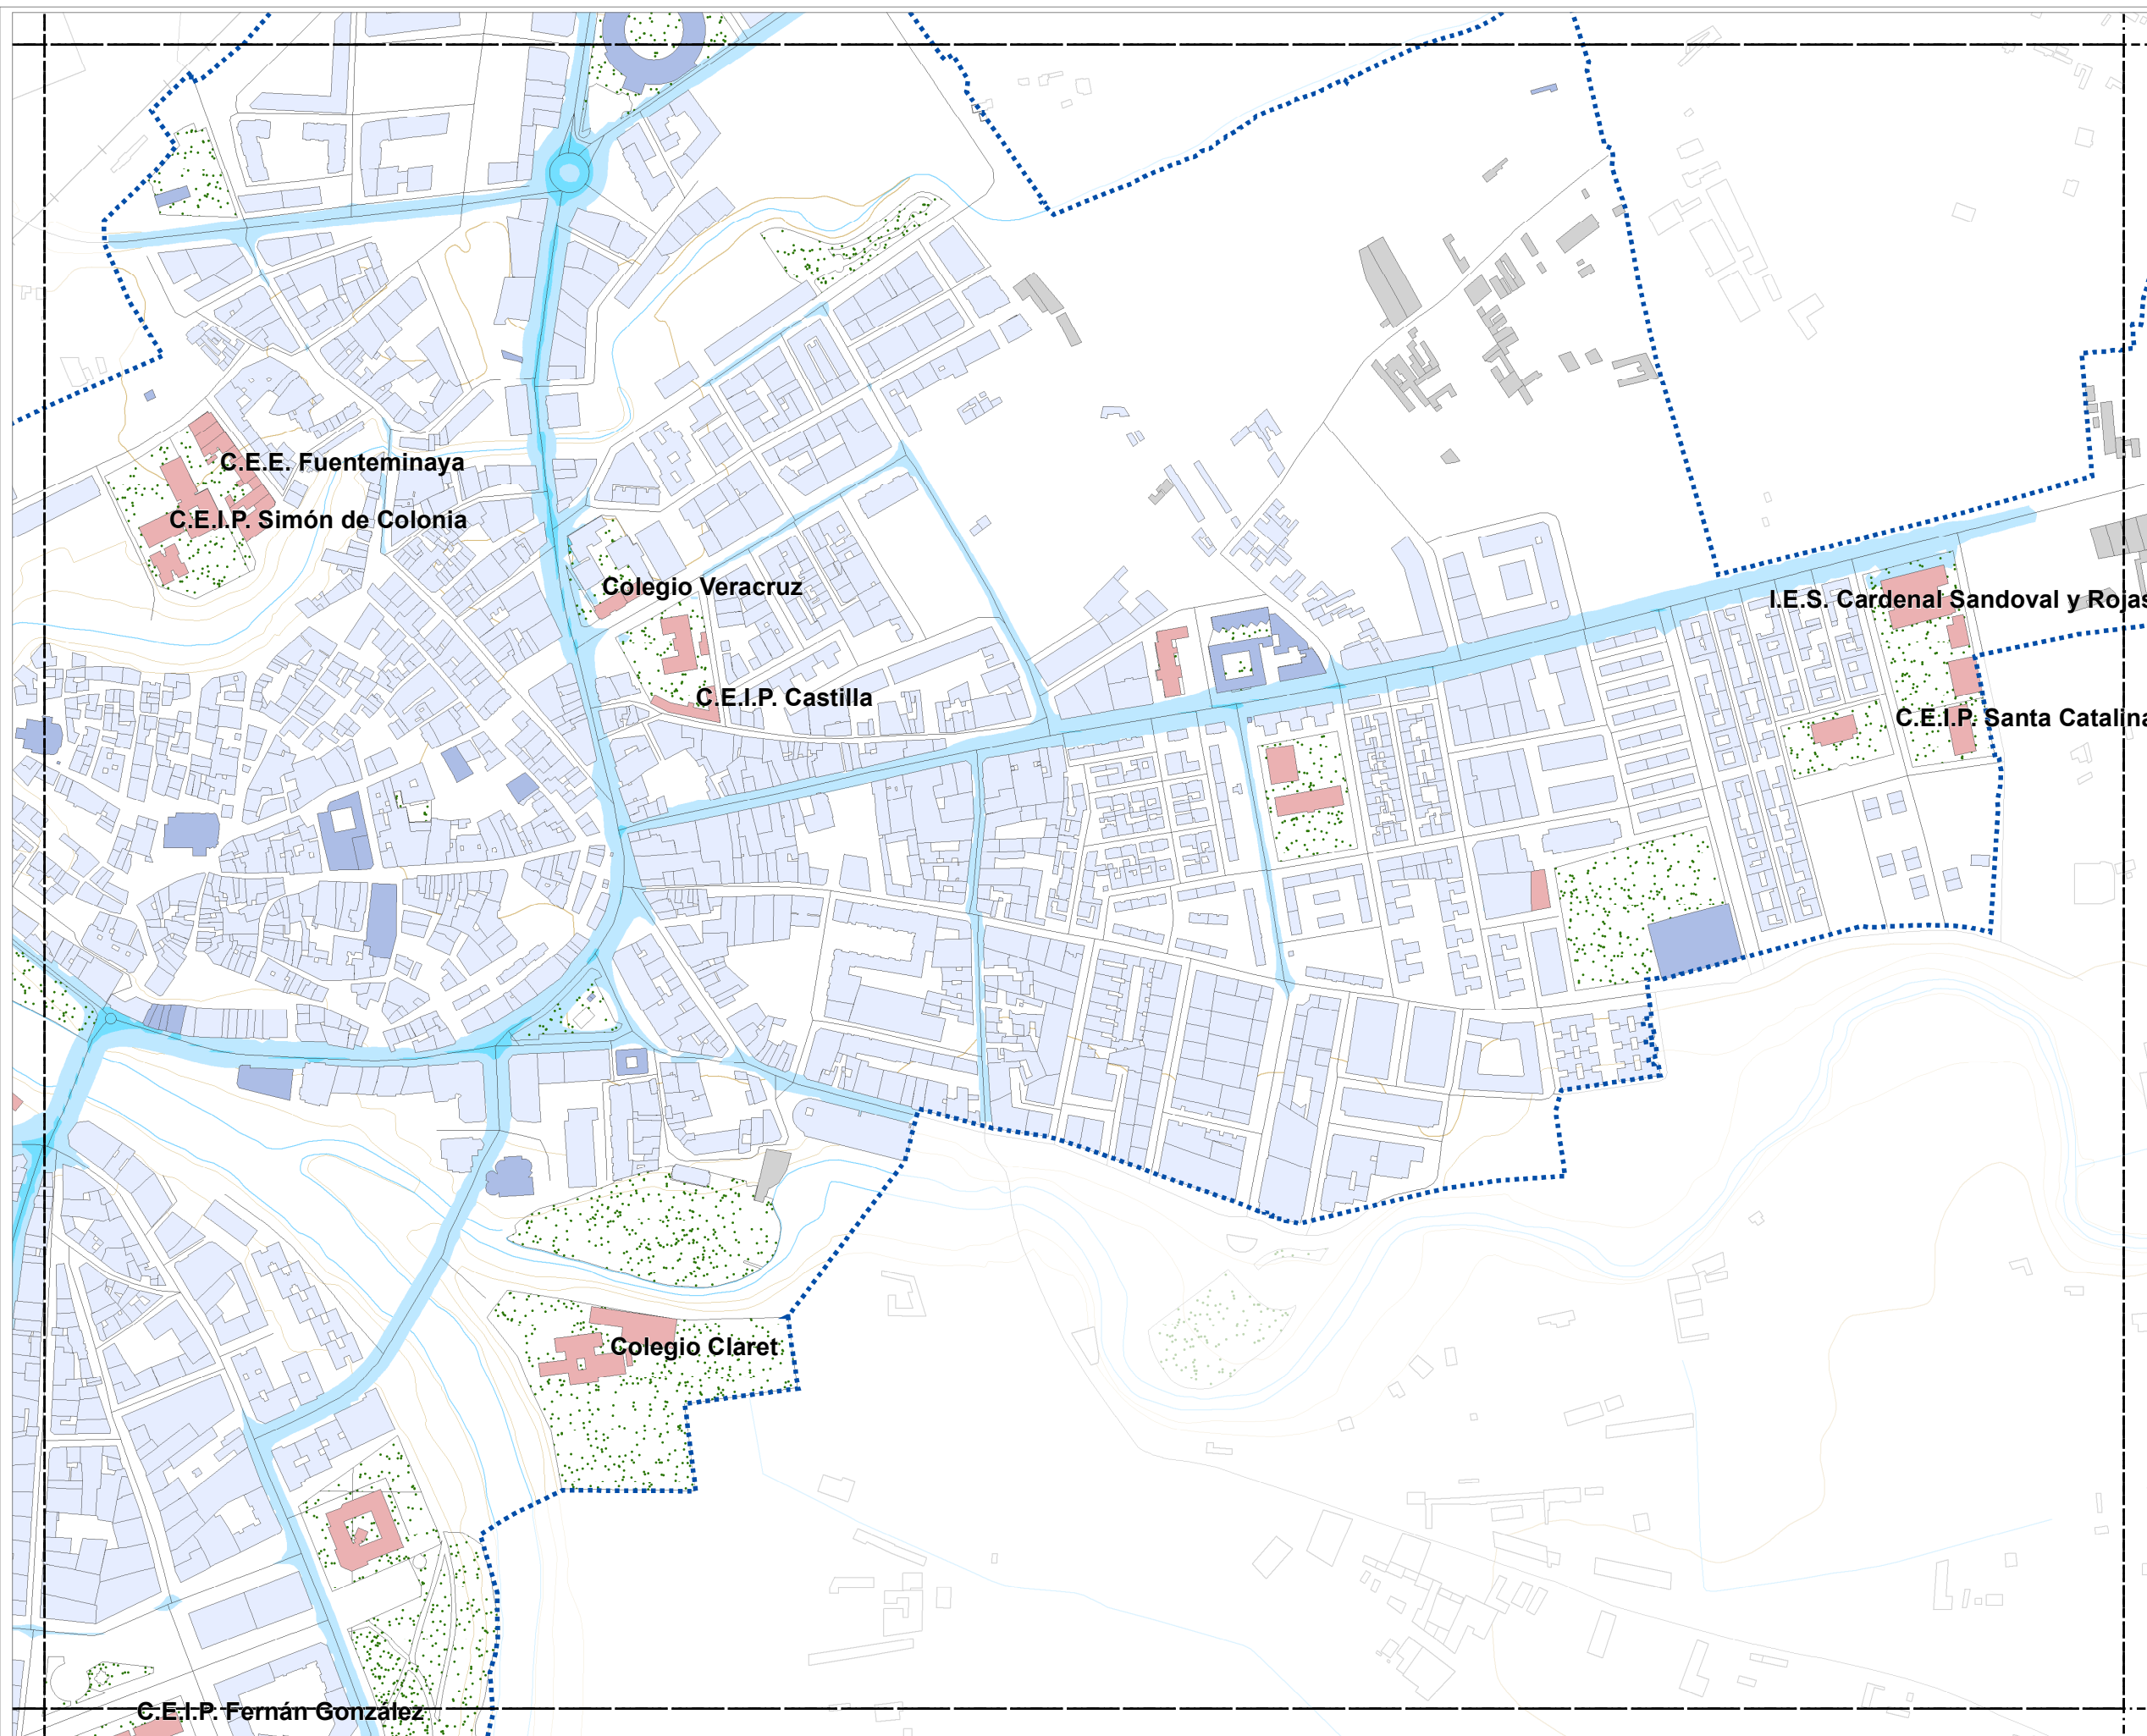 C.E.E. Fuenteminaya
C.E.I.P. Simón de Colonia
Colegio Veracruz
I.E.S. Cardenal Sandoval y Rojas
C.E.I.P. Castilla
C.E.I.P. Santa Catalina
Colegio Claret
C.E.I.P. Fernán González